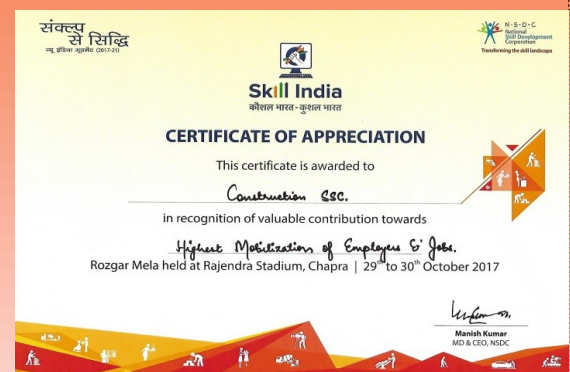 संकल्प
से सिद्धि
न्यू इंडिया मूवमेंट (2017-21)
N·S·D·C
National
Skill Development
Corporation
Transforming the skill landscape
Skill India
कौशल भारत - कुशल भारत
CERTIFICATE OF APPRECIATION
This certificate is awarded to
Construction SSC.
in recognition of valuable contribution towards
Highest Mobilization of Employers & Jobs.
Rozgar Mela held at Rajendra Stadium, Chapra | 29th to 30th October 2017
Manish Kumar
MD & CEO, NSDC